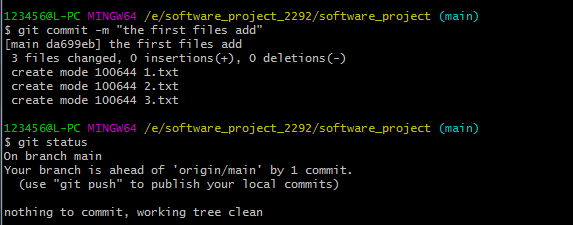 123456@L-PC MINGW64 /e/software_project_2292/software_project (main)
$ git commit -m "the first files add"
[main da699eb] the first files add
 3 files changed, 0 insertions(+), 0 deletions(-)
 create mode 100644 1.txt
 create mode 100644 2.txt
 create mode 100644 3.txt

123456@L-PC MINGW64 /e/software_project_2292/software_project (main)
$ git status
On branch main
Your branch is ahead of 'origin/main' by 1 commit.
  (use "git push" to publish your local commits)

nothing to commit, working tree clean